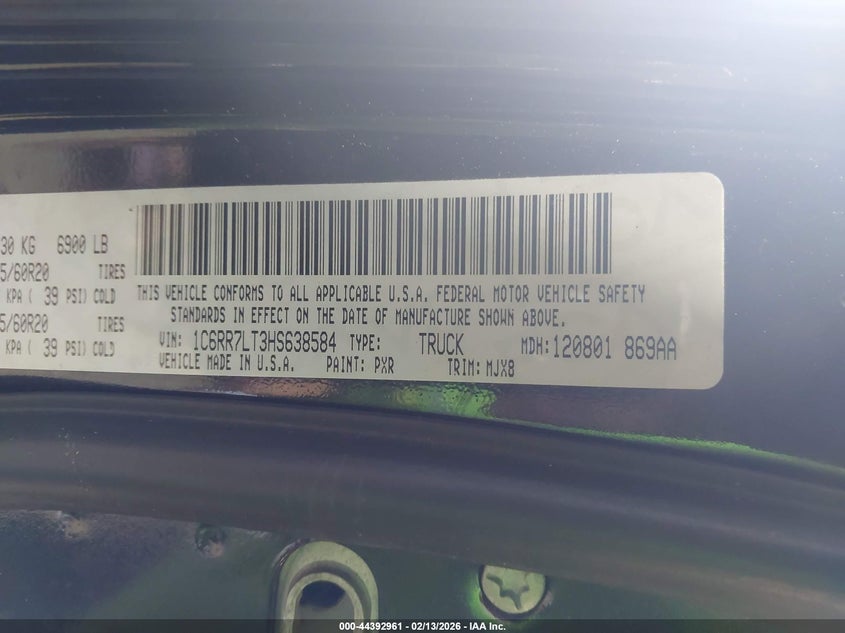 30 KG 6900 LB
5/60R20 TIRES
KPA ( 39 PSI) COLD
5/60R20 TIRES
KPA ( 39 PSI) COLD
THIS VEHICLE CONFORMS TO ALL APPLICABLE U.S.A. FEDERAL MOTOR VEHICLE SAFETY
STANDARDS IN EFFECT ON THE DATE OF MANUFACTURE SHOWN ABOVE.
VIN: 1C6RR7LT3HS638584 TYPE: TRUCK MDH: 120801 869AA
VEHICLE MADE IN U.S.A. PAINT: PXR TRIM: MJX8
000-44392961 - 02/13/2026 - IAA Inc.